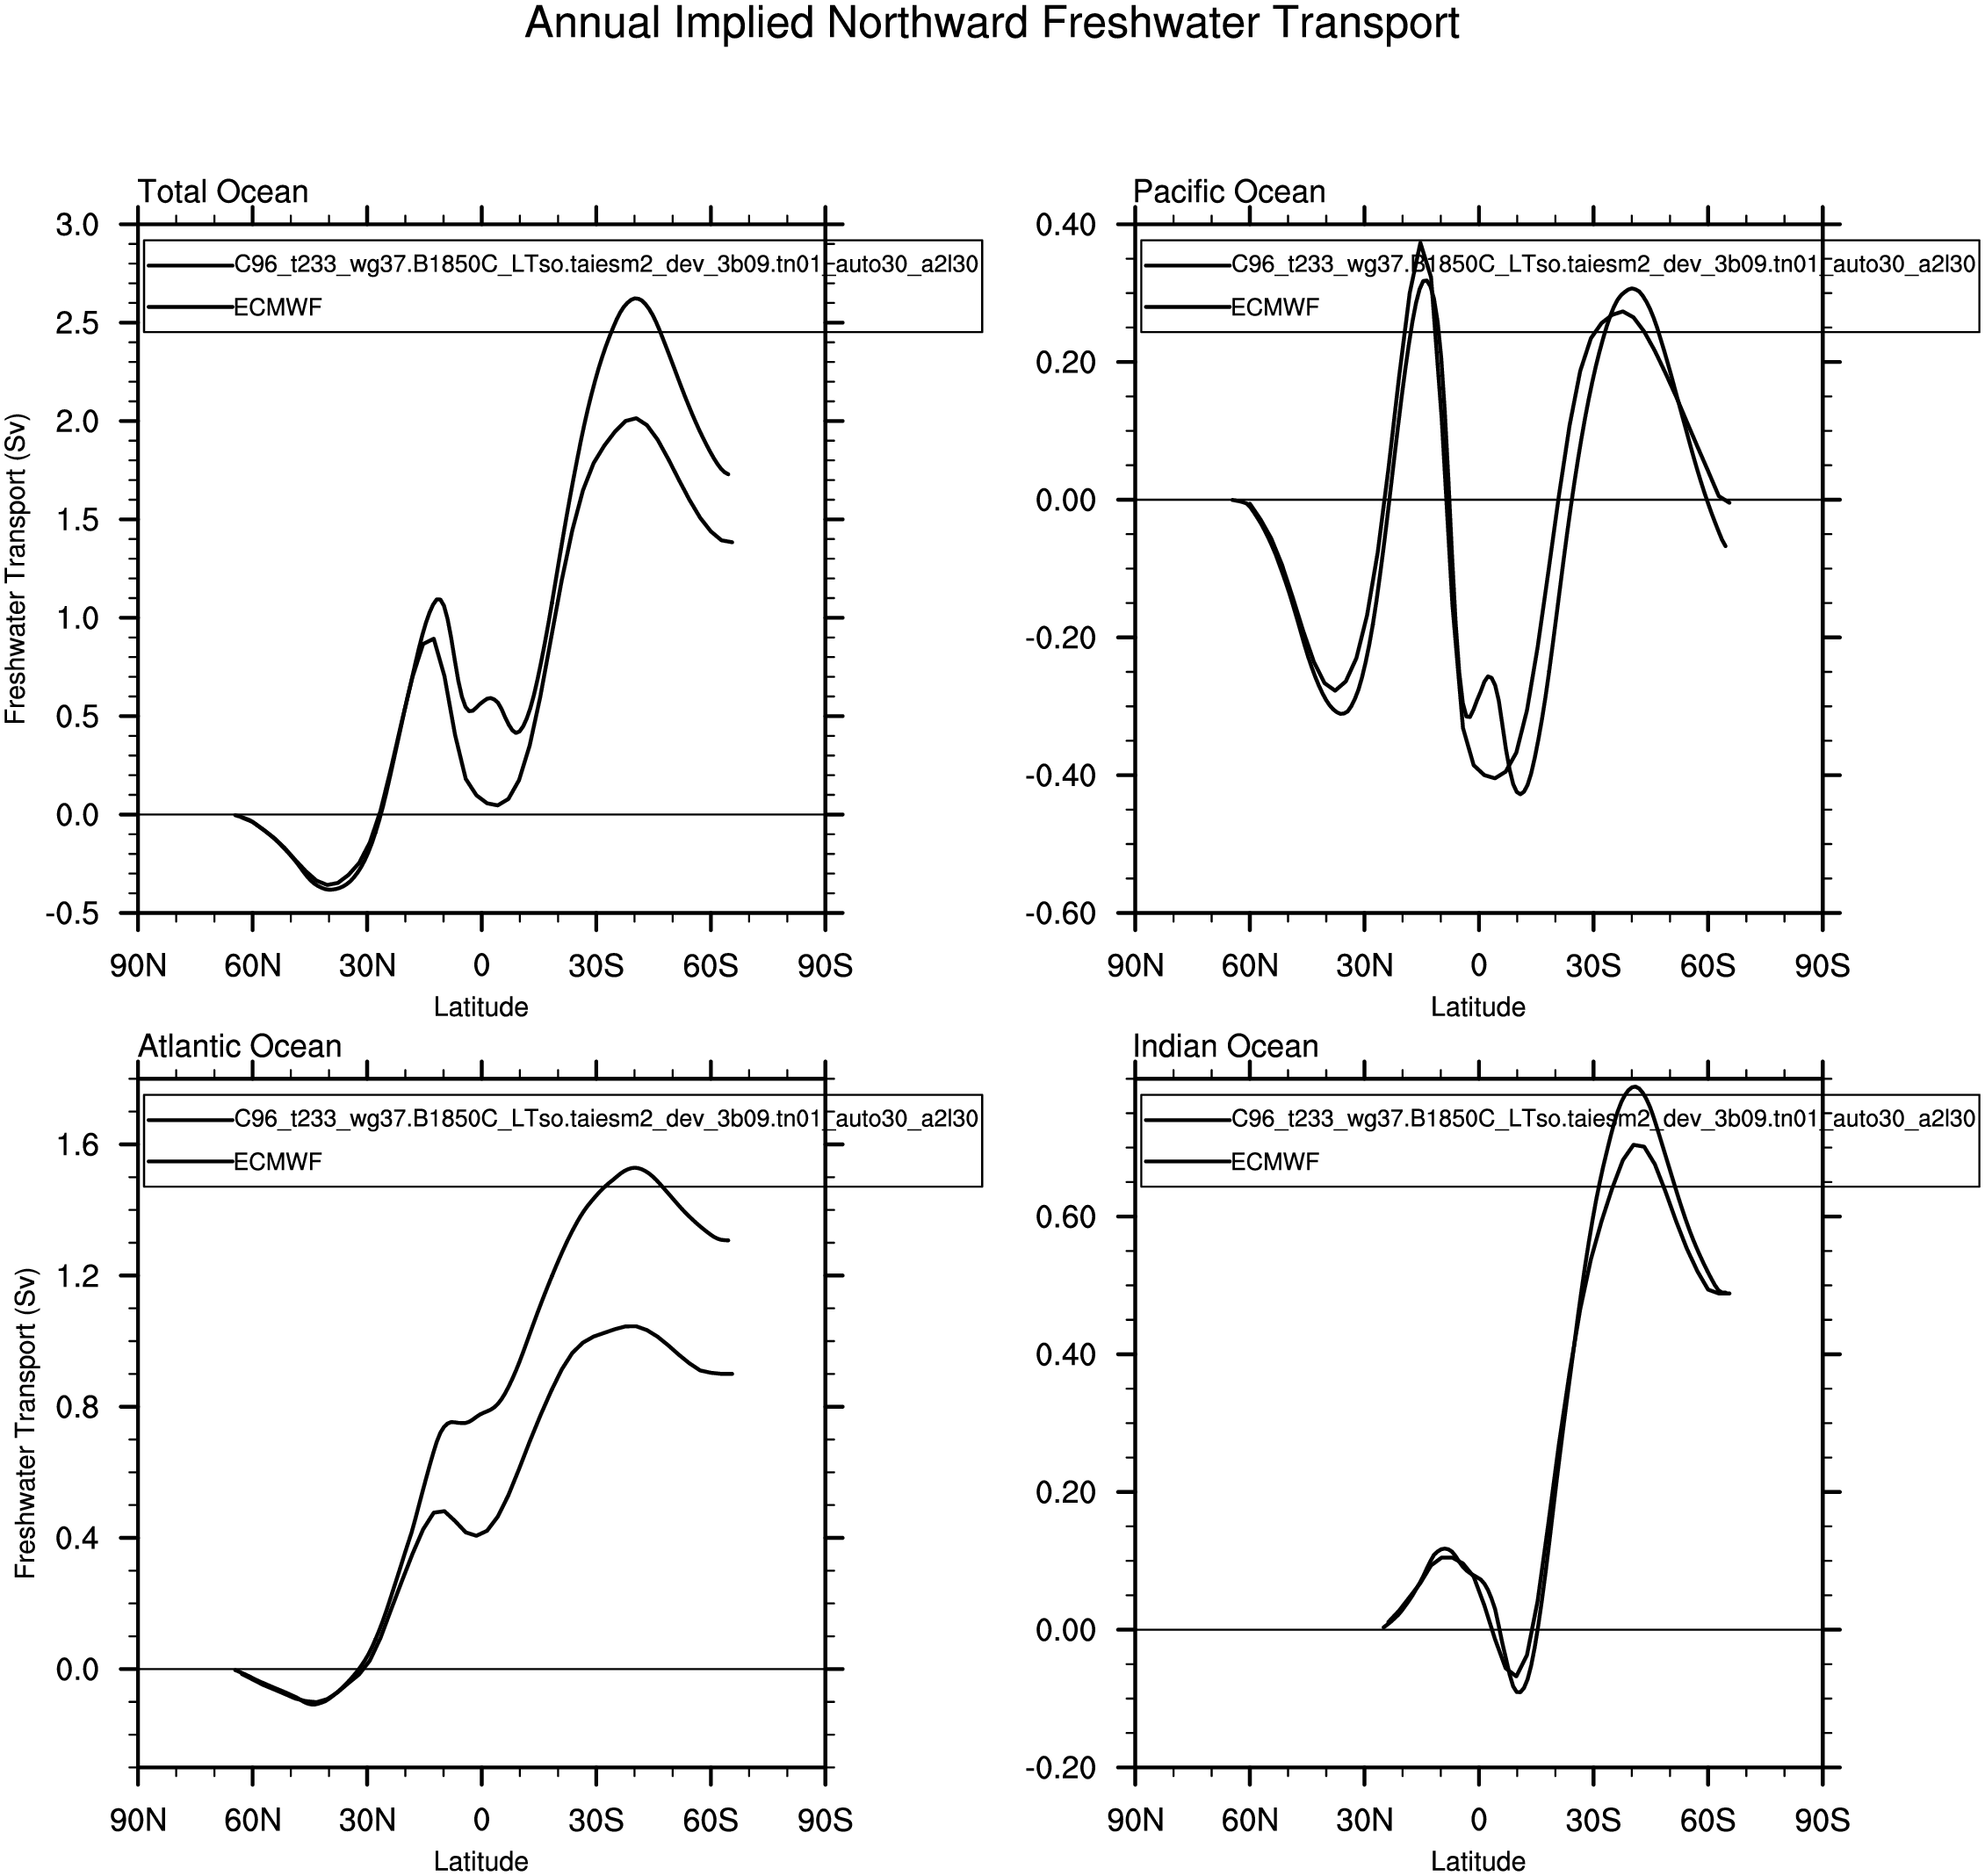 Annual Implied Northward Freshwater Transport
Total Ocean
3.0
2.5
2.0
1.5
1.0
0.5
0.0
-0.5
Freshwater Transport (Sv)
C96_t233_wg37.B1850C_LTso.taiesm2_dev_3b09.tn01_auto30_a2l30
ECMWF
90N 60N 30N 0 30S 60S 90S
Latitude
Pacific Ocean
0.40
0.20
0.00
-0.20
-0.40
-0.60
C96_t233_wg37.B1850C_LTso.taiesm2_dev_3b09.tn01_auto30_a2l30
ECMWF
90N 60N 30N 0 30S 60S 90S
Latitude
Atlantic Ocean
1.6
1.2
0.8
0.4
0.0
Freshwater Transport (Sv)
C96_t233_wg37.B1850C_LTso.taiesm2_dev_3b09.tn01_auto30_a2l30
ECMWF
90N 60N 30N 0 30S 60S 90S
Latitude
Indian Ocean
0.60
0.40
0.20
0.00
-0.20
C96_t233_wg37.B1850C_LTso.taiesm2_dev_3b09.tn01_auto30_a2l30
ECMWF
90N 60N 30N 0 30S 60S 90S
Latitude